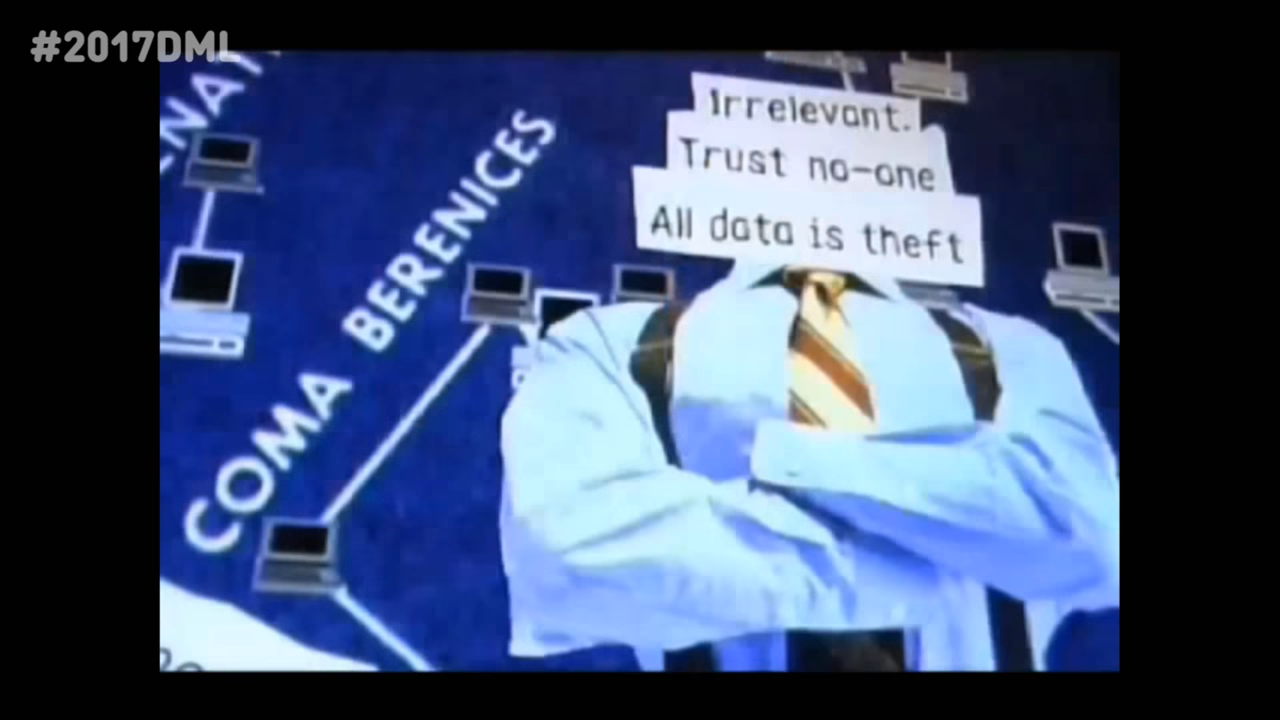 #2017DML
COMA BERENICES
Irrelevant.
Trust no-one
All data is theft